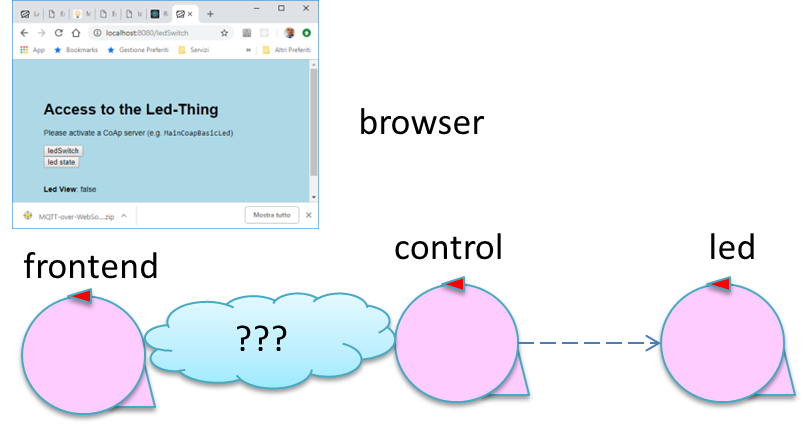 localhost:8080/ledSwitch
App Bookmarks Gestione Preferiti Servizi » Altri Preferiti
Access to the Led-Thing
Please activate a CoAp server (e.g. MainCoapBasicLed)
ledSwitch
led state
Led View: false
MQTT-over-WebSo....zip
Mostra tutto
browser
frontend
control
led
???